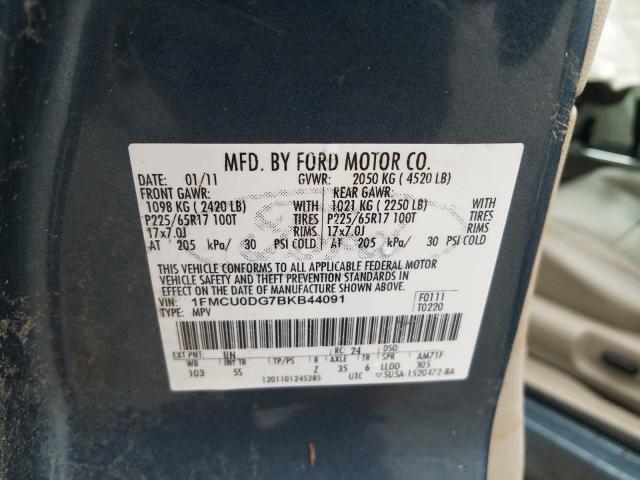 MFD. BY FORD MOTOR CO.
DATE: 01/11 GVWR: 2050 KG ( 4520 LB)
FRONT GAWR: REAR GAWR:
1098 KG ( 2420 LB) WITH 1021 KG ( 2250 LB) WITH
P225/65R17 100T TIRES P225/65R17 100T TIRES
17x7.0J RIMS 17x7.0J RIMS
AT 205 kPa/ 30 PSI COLD AT 205 kPa/ 30 PSI COLD
THIS VEHICLE CONFORMS TO ALL APPLICABLE FEDERAL MOTOR
VEHICLE SAFETY AND THEFT PREVENTION STANDARDS IN
EFFECT ON THE DATE OF MANUFACTURE SHOWN ABOVE.
VIN: 1FMCU0DG7BKB44091 F0111
TYPE: MPV T0220
EXT PNT: UN RC: 24 DSO:
WB INT TR TP/PS R AXLE TR SPR AM71F
103 5S Z 35 6 LLDD 305
1201101245285 UTC SUSA-1520472-BA